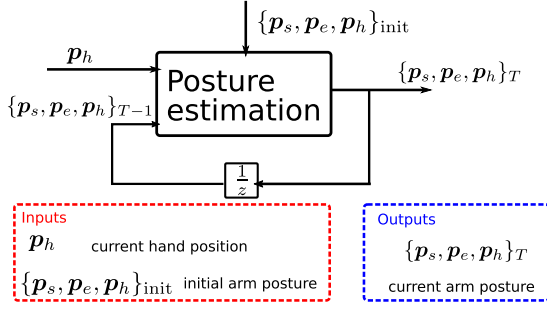 {p_s, p_e, p_h}_init
p_h
{p_s, p_e, p_h}_T
Posture
estimation
{p_s, p_e, p_h}_{T−1}
1/z
Inputs
p_h current hand position
{p_s, p_e, p_h}_init initial arm posture
Outputs
{p_s, p_e, p_h}_T
current arm posture